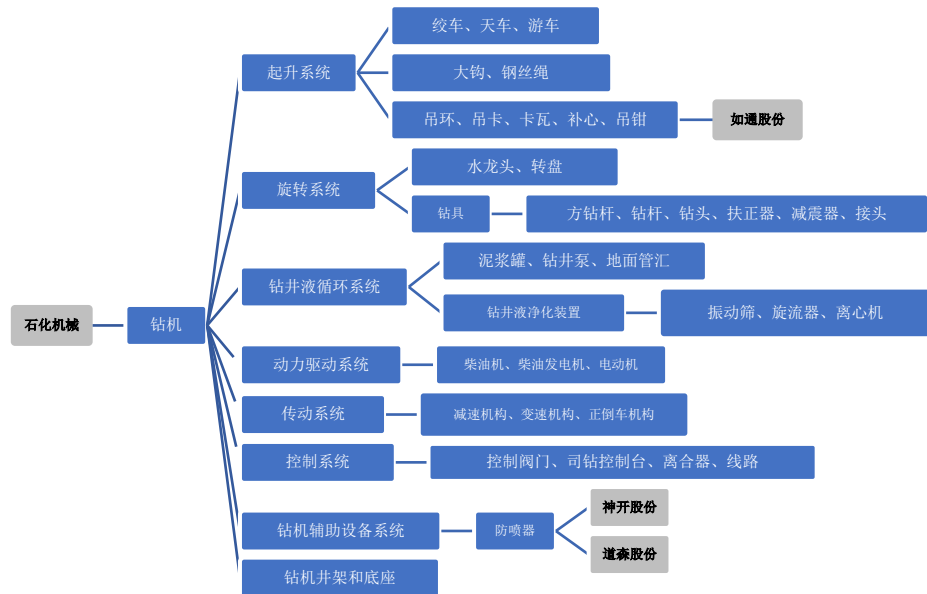 绞车、天车、游车
起升系统
大钩、钢丝绳
吊环、吊卡、卡瓦、补心、吊钳
如通股份
水龙头、转盘
旋转系统
钻具
方钻杆、钻杆、钻头、扶正器、减震器、接头
泥浆罐、钻井泵、地面管汇
钻井液循环系统
钻井液净化装置
振动筛、旋流器、离心机
石化机械
钻机
动力驱动系统
柴油机、柴油发电机、电动机
传动系统
减速机构、变速机构、正倒车机构
控制系统
控制阀门、司钻控制台、离合器、线路
神开股份
钻机辅助设备系统
防喷器
道森股份
钻机井架和底座